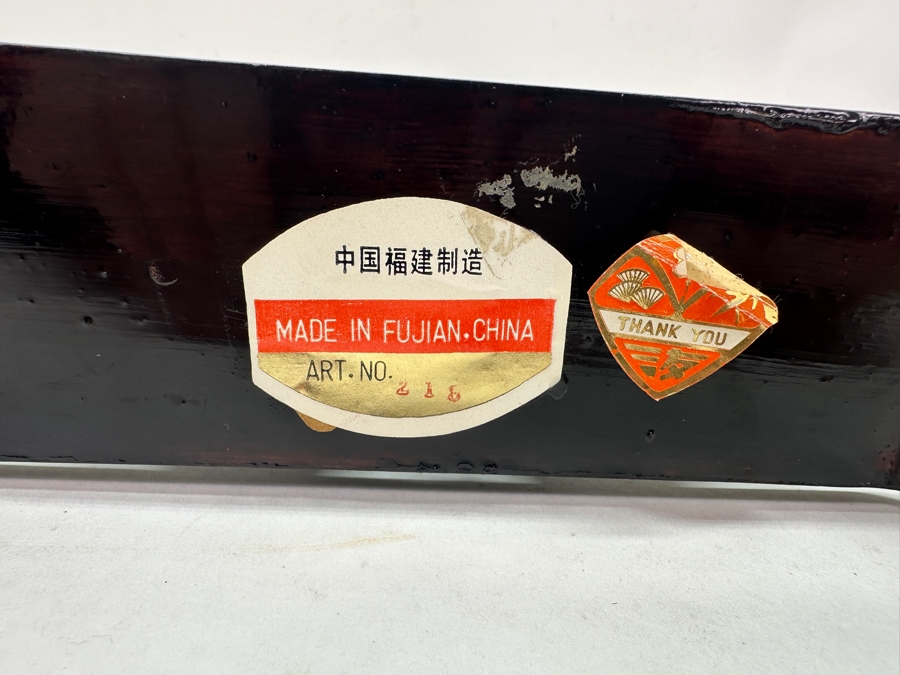 中国福建制造
MADE IN FUJIAN.CHINA
ART.NO.
THANK YOU